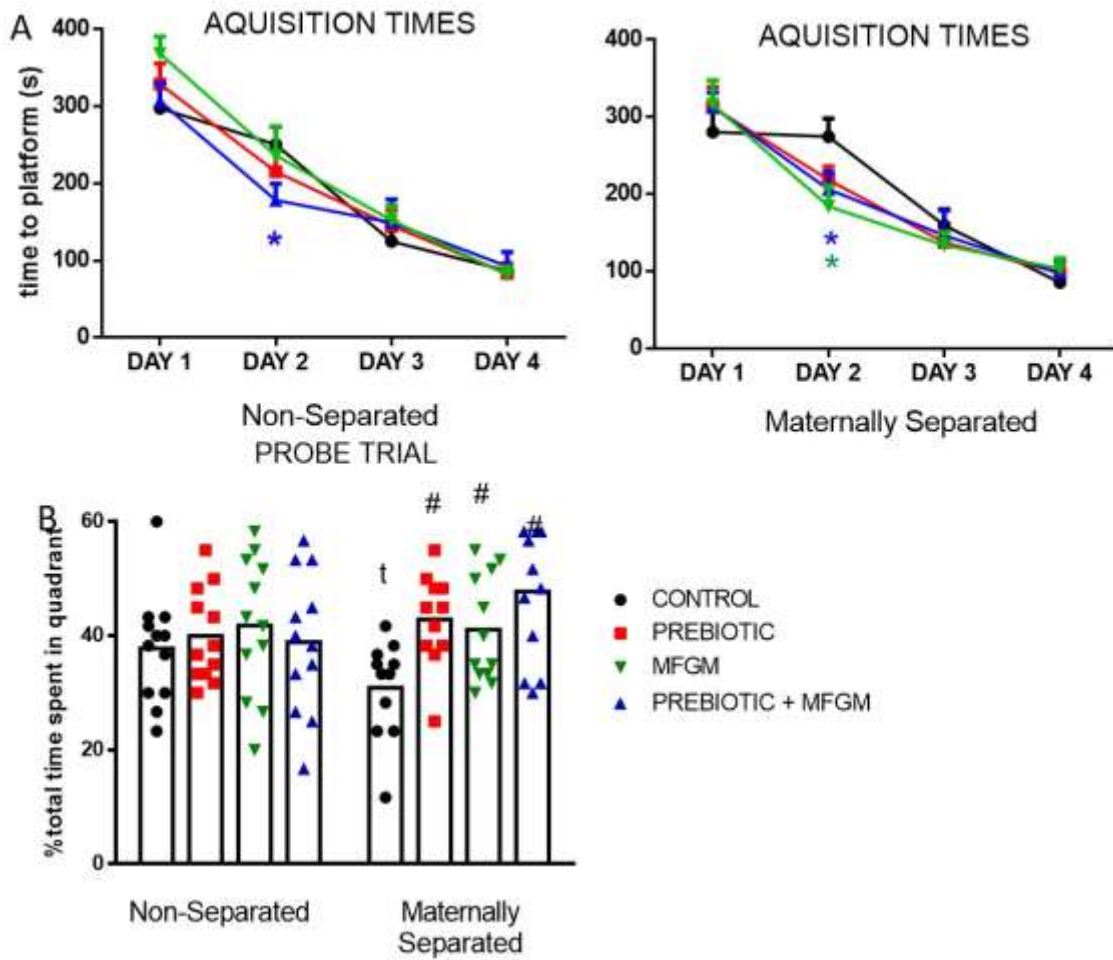 A
AQUISITION TIMES
time to platform (s)
400
300
200
100
0
*
DAY 1 DAY 2 DAY 3 DAY 4
Non-Separated
AQUISITION TIMES
400
300
200
100
0
*
*
DAY 1 DAY 2 DAY 3 DAY 4
Maternally Separated
PROBE TRIAL
B
%total time spent in quadrant
60
40
20
0
t
#
#
#
Non-Separated
Maternally
Separated
CONTROL
PREBIOTIC
MFGM
PREBIOTIC + MFGM